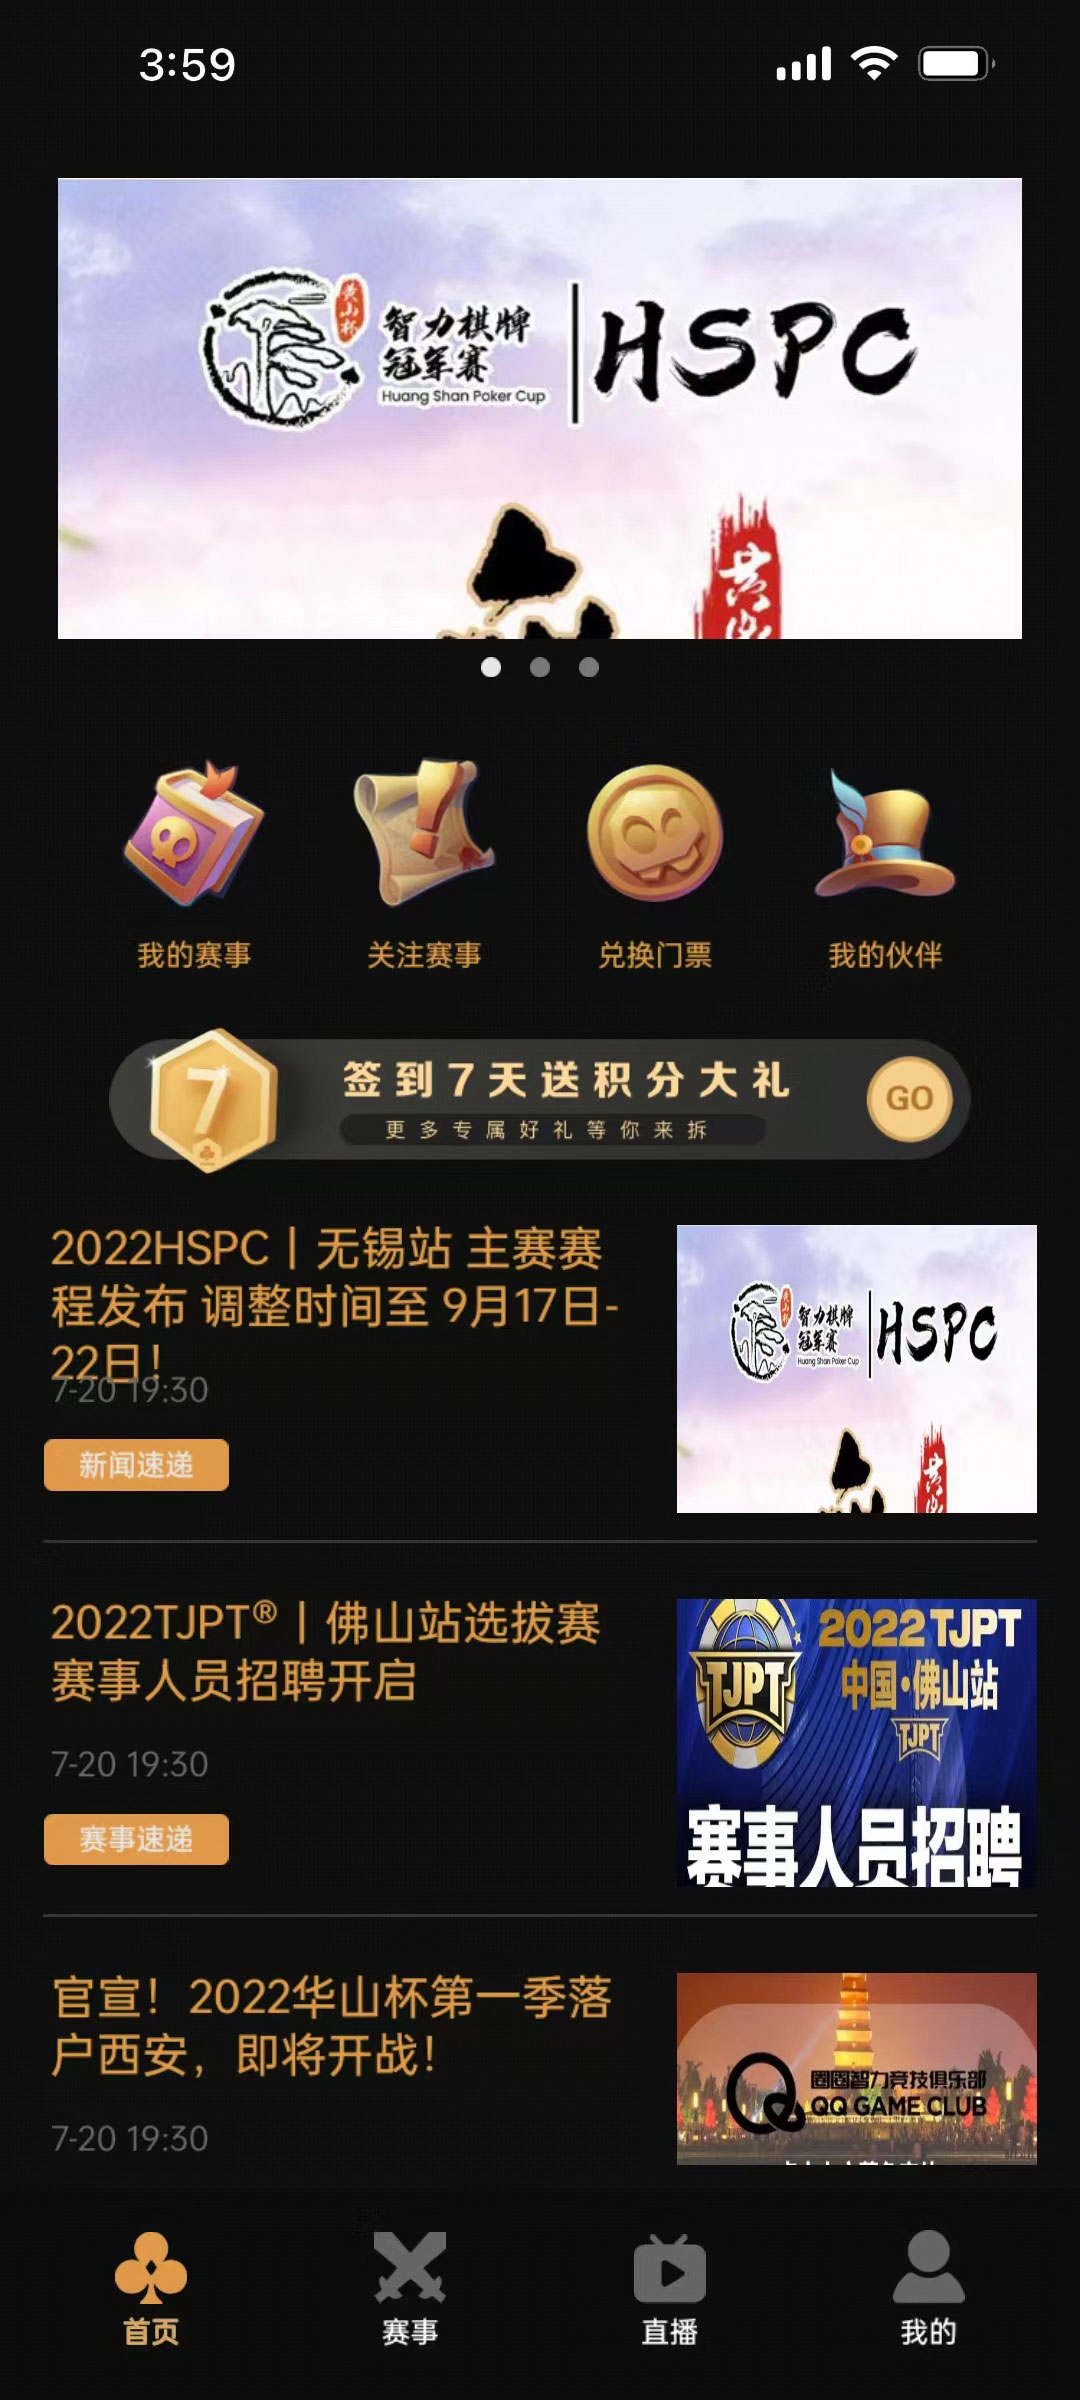 3:59
黄山杯
智力棋牌
冠军赛
Huang Shan Poker Cup
HSPC
我的赛事
关注赛事
兑换门票
我的伙伴
7
签到7天送积分大礼
更多专属好礼等你来拆
GO
2022HSPC丨无锡站 主赛赛
程发布 调整时间至 9月17日-
22日！
7-20 19:30
新闻速递
黄山杯
智力棋牌
冠军赛
Huang Shan Poker Cup
HSPC
2022TJPT®丨佛山站选拔赛
赛事人员招聘开启
7-20 19:30
赛事速递
TJPT
2022 TJPT
中国·佛山站
TJPT
赛事人员招聘
官宣！2022华山杯第一季落
户西安，即将开战！
7-20 19:30
圈圈智力竞技俱乐部
QQ GAME CLUB
首页
赛事
直播
我的